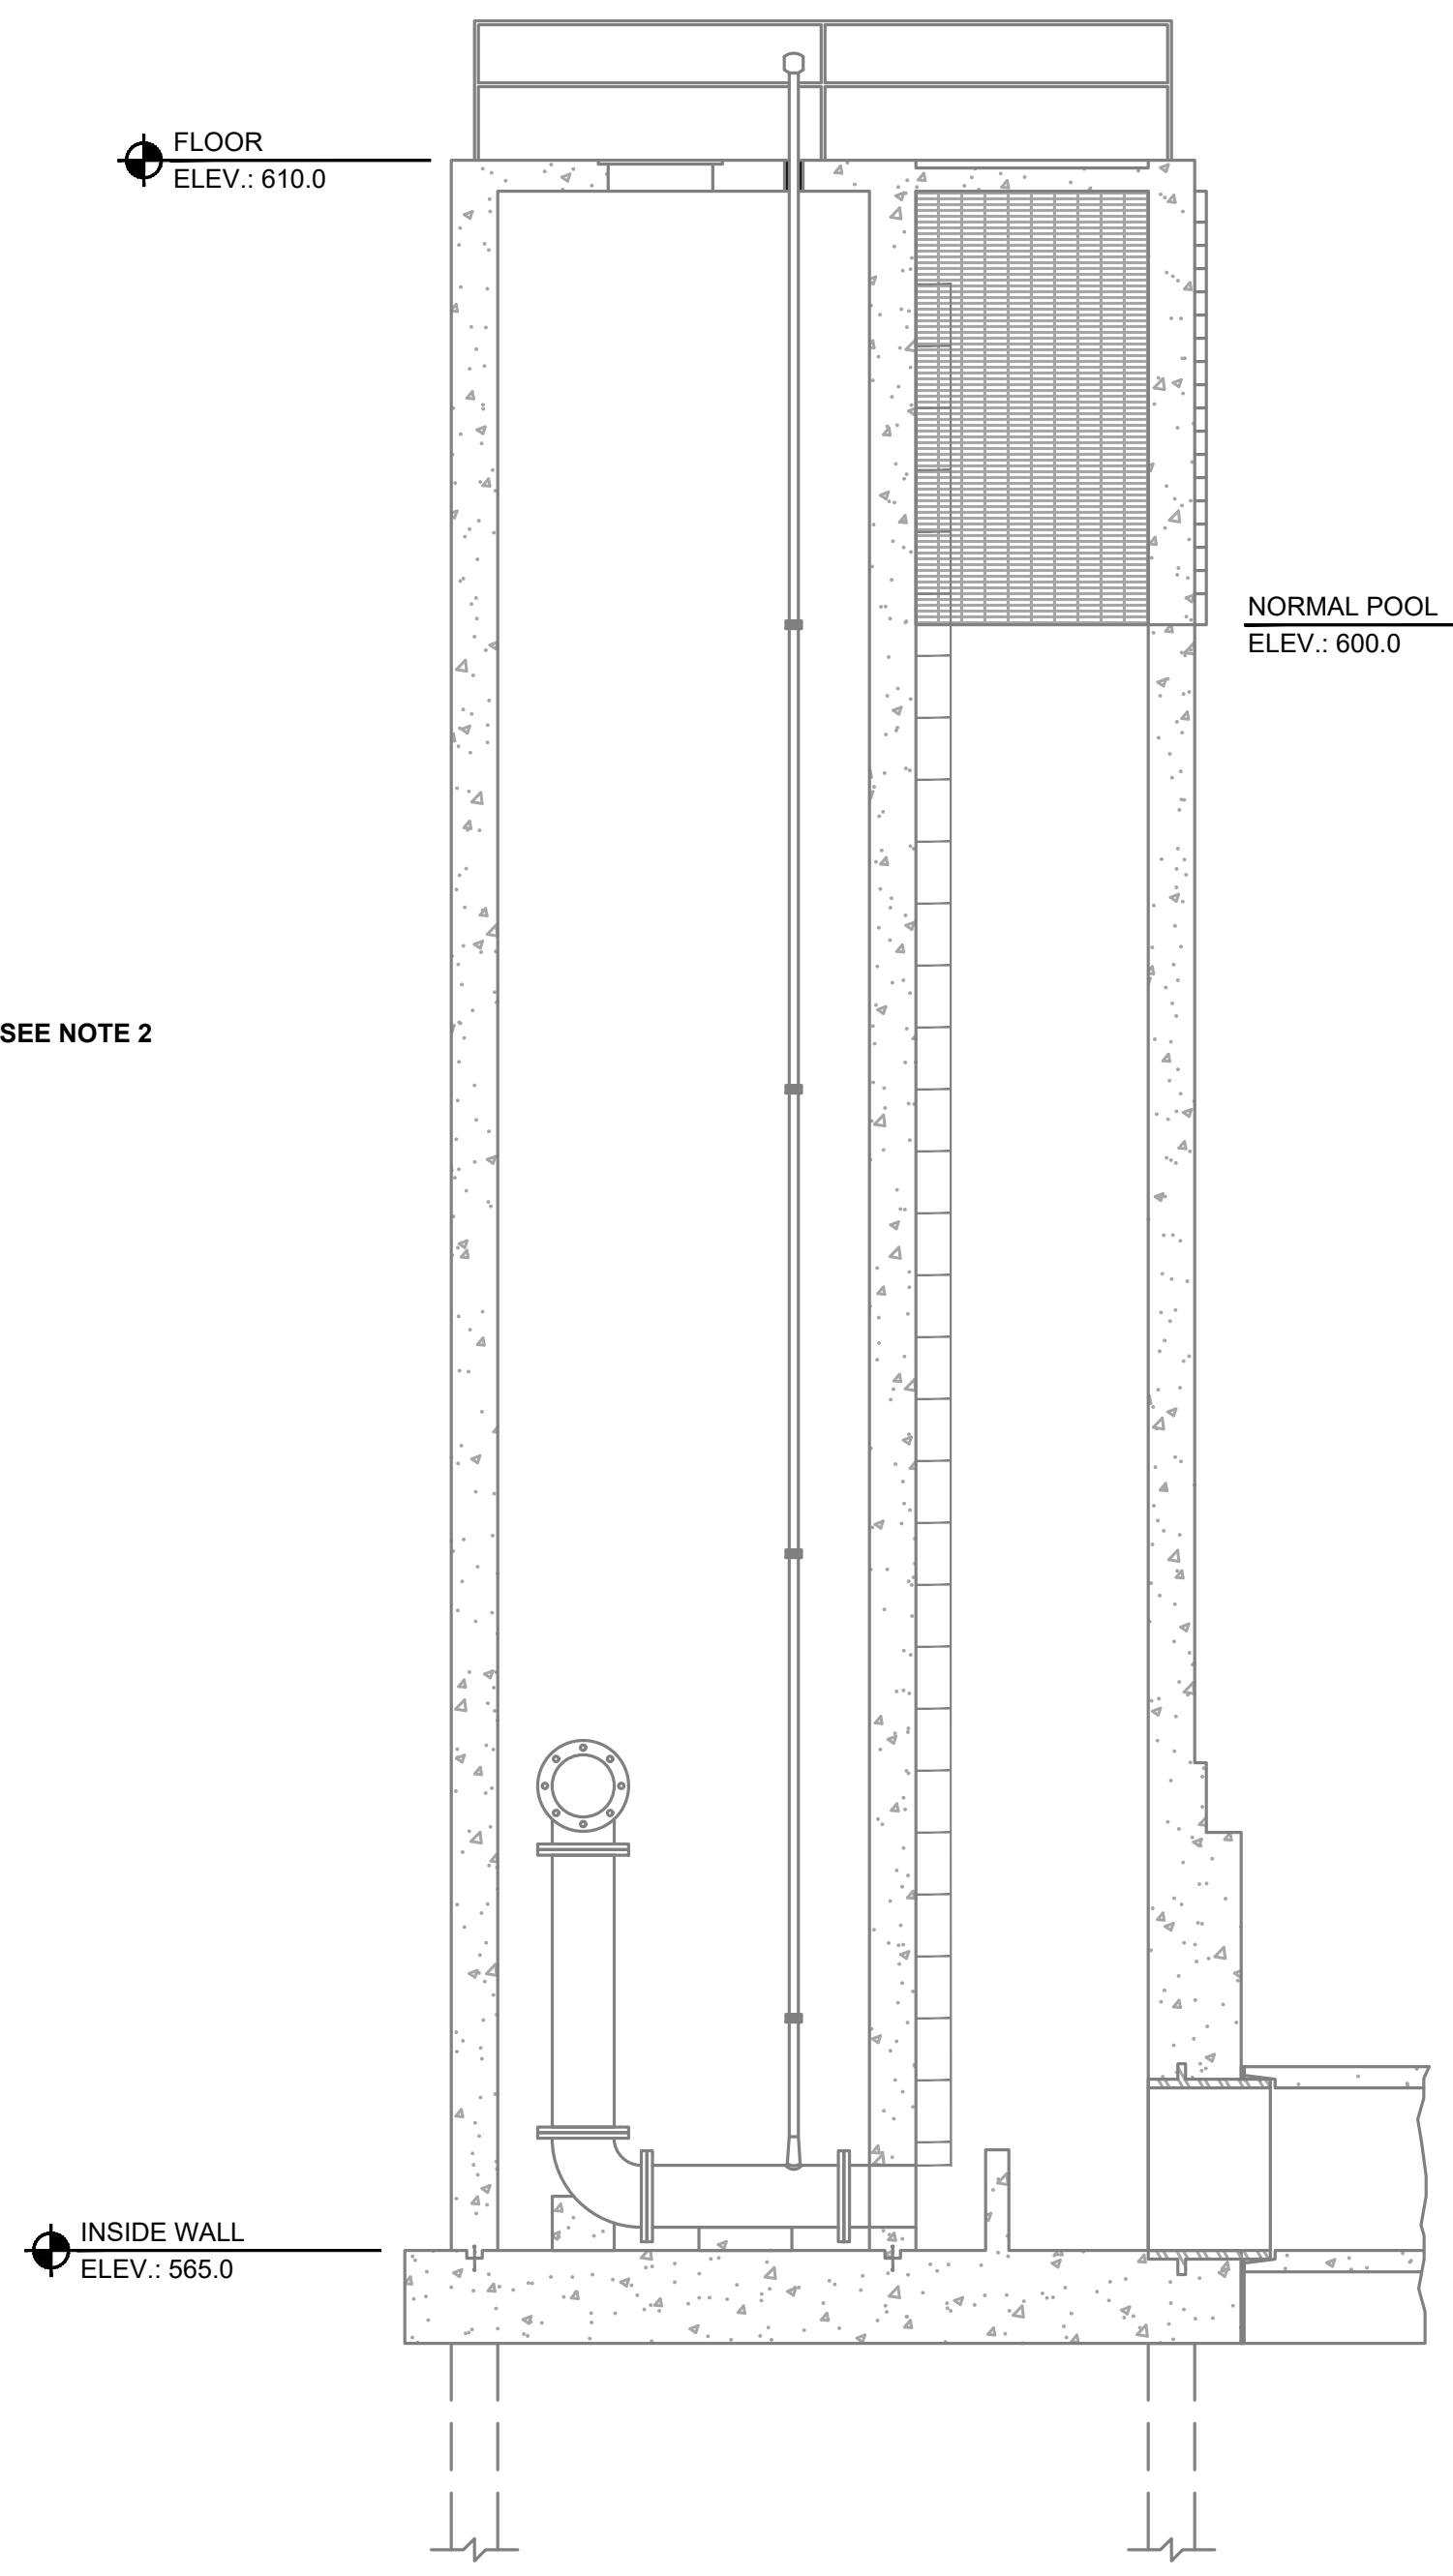 FLOOR
ELEV.: 610.0
NORMAL POOL
ELEV.: 600.0
SEE NOTE 2
INSIDE WALL
ELEV.: 565.0